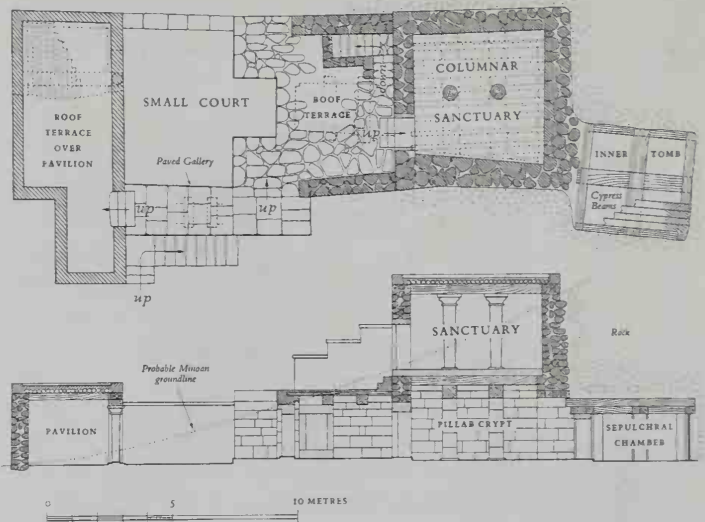 SMALL COURT
COLUMNAR
SANCTUARY
ROOF
TERRACE
down
up
ROOF
TERRACE
OVER
PAVILION
Paved Gallery
INNER TOMB
Cypress
Beams
up
up
up
SANCTUARY
Rock
Probable Minoan
groundline
PAVILION
PILLAR CRYPT
SEPULCHRAL
CHAMBER
0 5 10 METRES